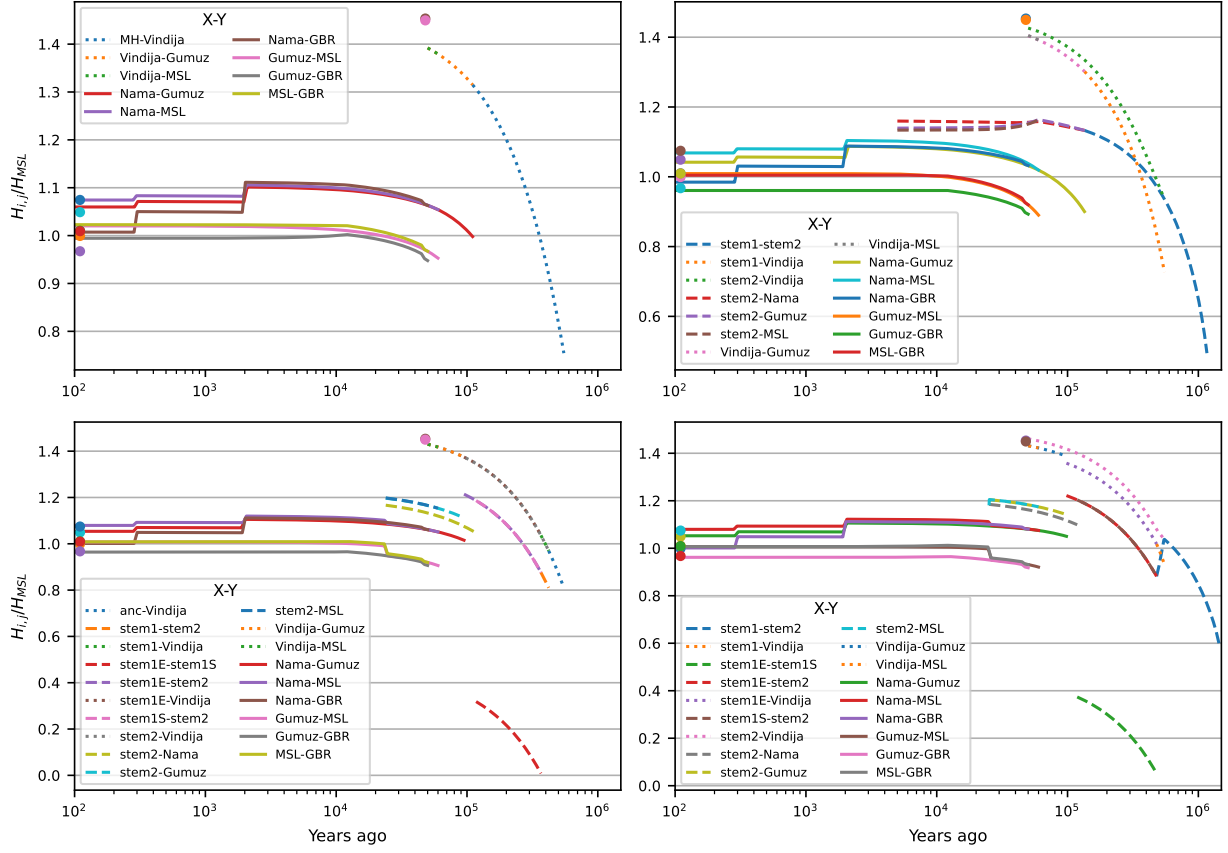 X-Y
MH-Vindija
Vindija-Gumuz
Vindija-MSL
Nama-Gumuz
Nama-MSL
Nama-GBR
Gumuz-MSL
Gumuz-GBR
MSL-GBR
H_{i,j}/H_{MSL}
1.4
1.3
1.2
1.1
1.0
0.9
0.8
10^2
10^3
10^4
10^5
10^6
1.4
1.2
1.0
0.8
0.6
X-Y
stem1-stem2
stem1-Vindija
stem2-Vindija
stem2-Nama
stem2-Gumuz
stem2-MSL
Vindija-Gumuz
Vindija-MSL
Nama-Gumuz
Nama-MSL
Nama-GBR
Gumuz-MSL
Gumuz-GBR
MSL-GBR
10^2
10^3
10^4
10^5
10^6
H_{i,j}/H_{MSL}
1.4
1.2
1.0
0.8
0.6
0.4
0.2
0.0
X-Y
anc-Vindija
stem1-stem2
stem1-Vindija
stem1E-stem1S
stem1E-stem2
stem1E-Vindija
stem1S-stem2
stem2-Vindija
stem2-Nama
stem2-Gumuz
stem2-MSL
Vindija-Gumuz
Vindija-MSL
Nama-Gumuz
Nama-MSL
Nama-GBR
Gumuz-MSL
Gumuz-GBR
MSL-GBR
10^2
10^3
10^4
10^5
10^6
Years ago
1.4
1.2
1.0
0.8
0.6
0.4
0.2
0.0
X-Y
stem1-stem2
stem1-Vindija
stem1E-stem1S
stem1E-stem2
stem1E-Vindija
stem1S-stem2
stem2-Vindija
stem2-Nama
stem2-Gumuz
stem2-MSL
Vindija-Gumuz
Vindija-MSL
Nama-Gumuz
Nama-MSL
Nama-GBR
Gumuz-MSL
Gumuz-GBR
MSL-GBR
10^2
10^3
10^4
10^5
10^6
Years ago